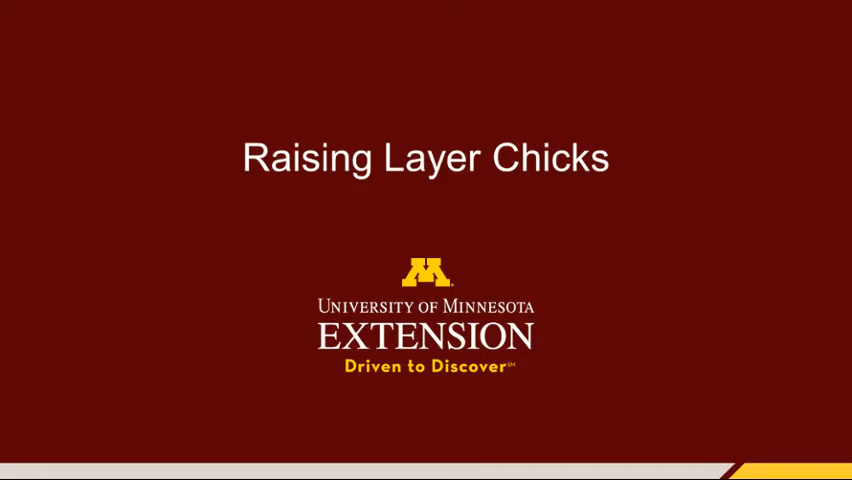 Raising Layer Chicks
M
UNIVERSITY OF MINNESOTA
EXTENSION
Driven to Discover℠